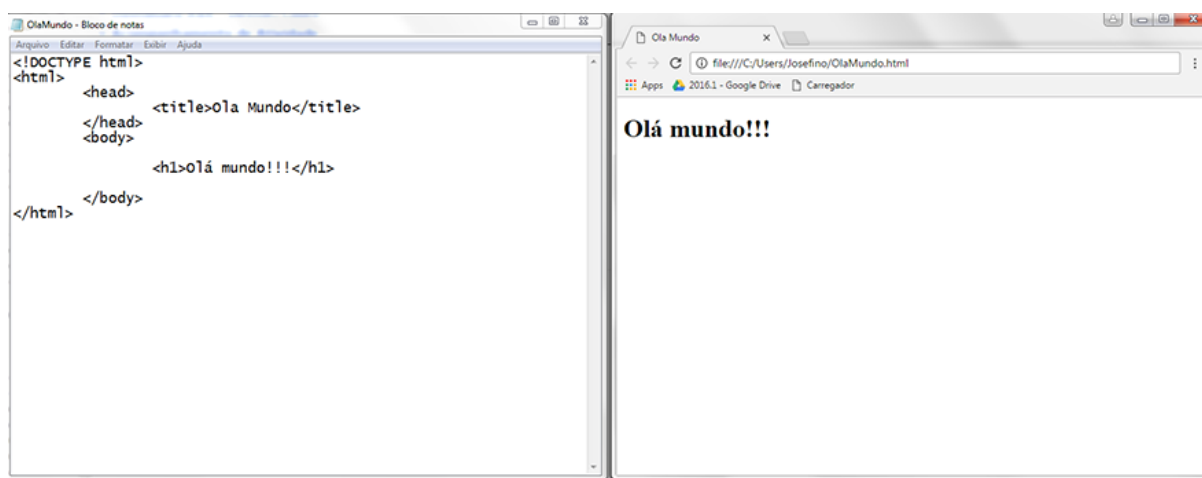 OlaMundo - Bloco de notas
Arquivo Editar Formatar Exibir Ajuda
<!DOCTYPE html>
<html>
<head>
<title>Ola Mundo</title>
</head>
<body>
<h1>Olá mundo!!!</h1>
</body>
</html>
Ola Mundo
file:///C:/Users/Josefino/OlaMundo.html
Apps 2016.1 - Google Drive Carregador
Olá mundo!!!